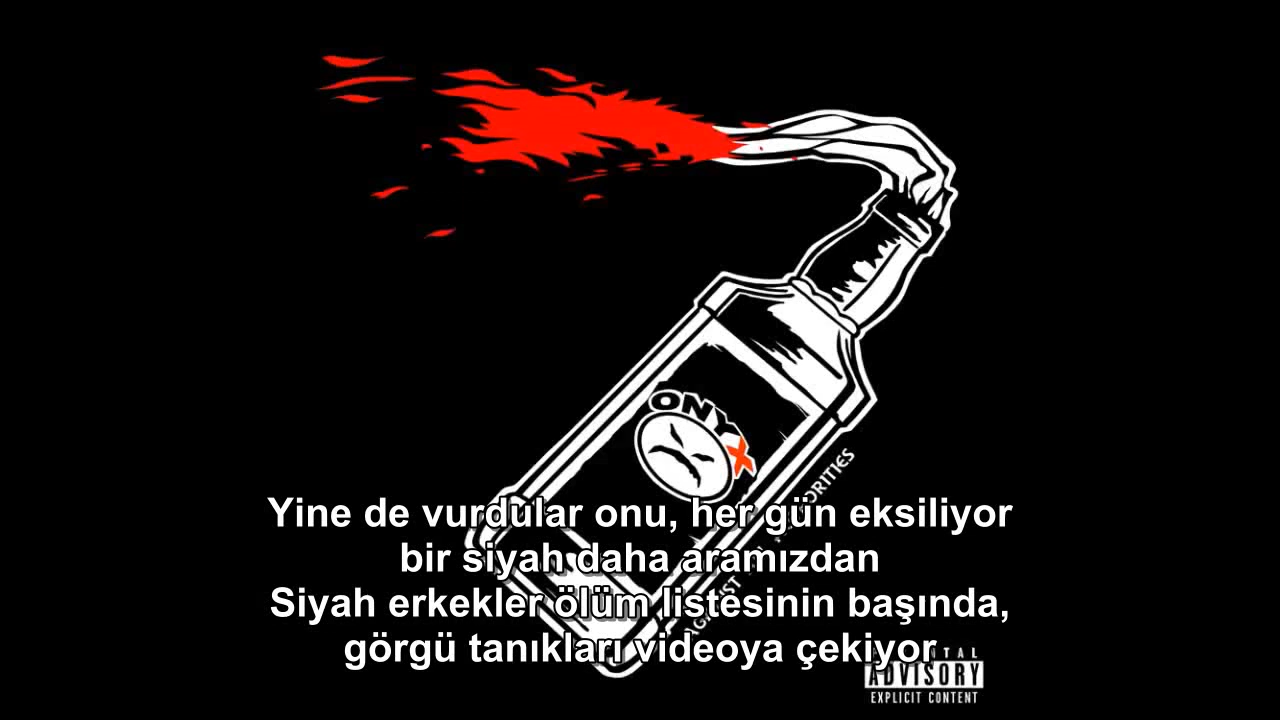 ONYX
Yine de vurdular onu, her gün eksiliyor
bir siyah daha aramızdan
Siyah erkekler ölüm listesinin başında,
görgü tanıkları videoya çekiyor
ADVISORY
EXPLICIT CONTENT